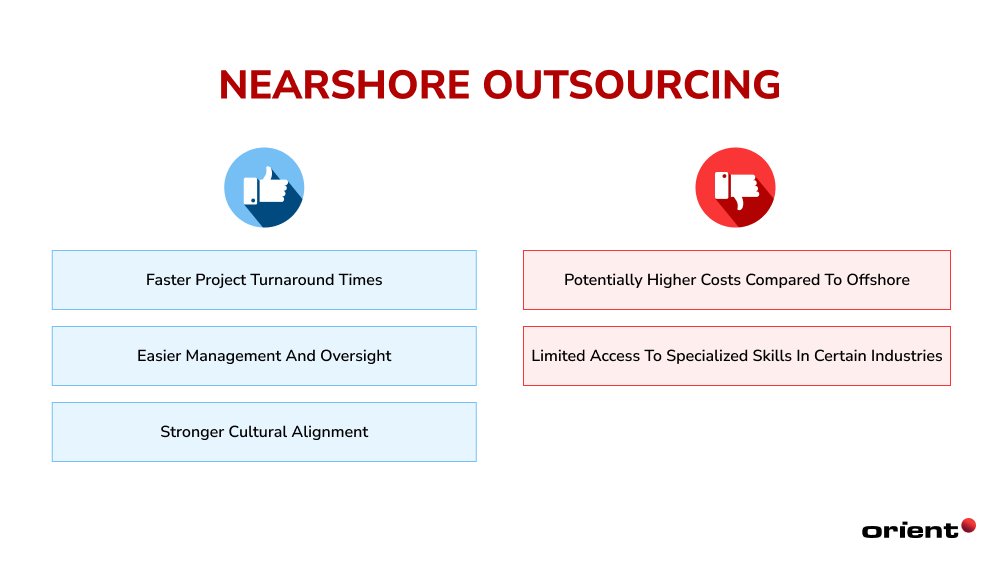 NEARSHORE OUTSOURCING
Faster Project Turnaround Times
Easier Management And Oversight
Stronger Cultural Alignment
Potentially Higher Costs Compared To Offshore
Limited Access To Specialized Skills In Certain Industries
orient